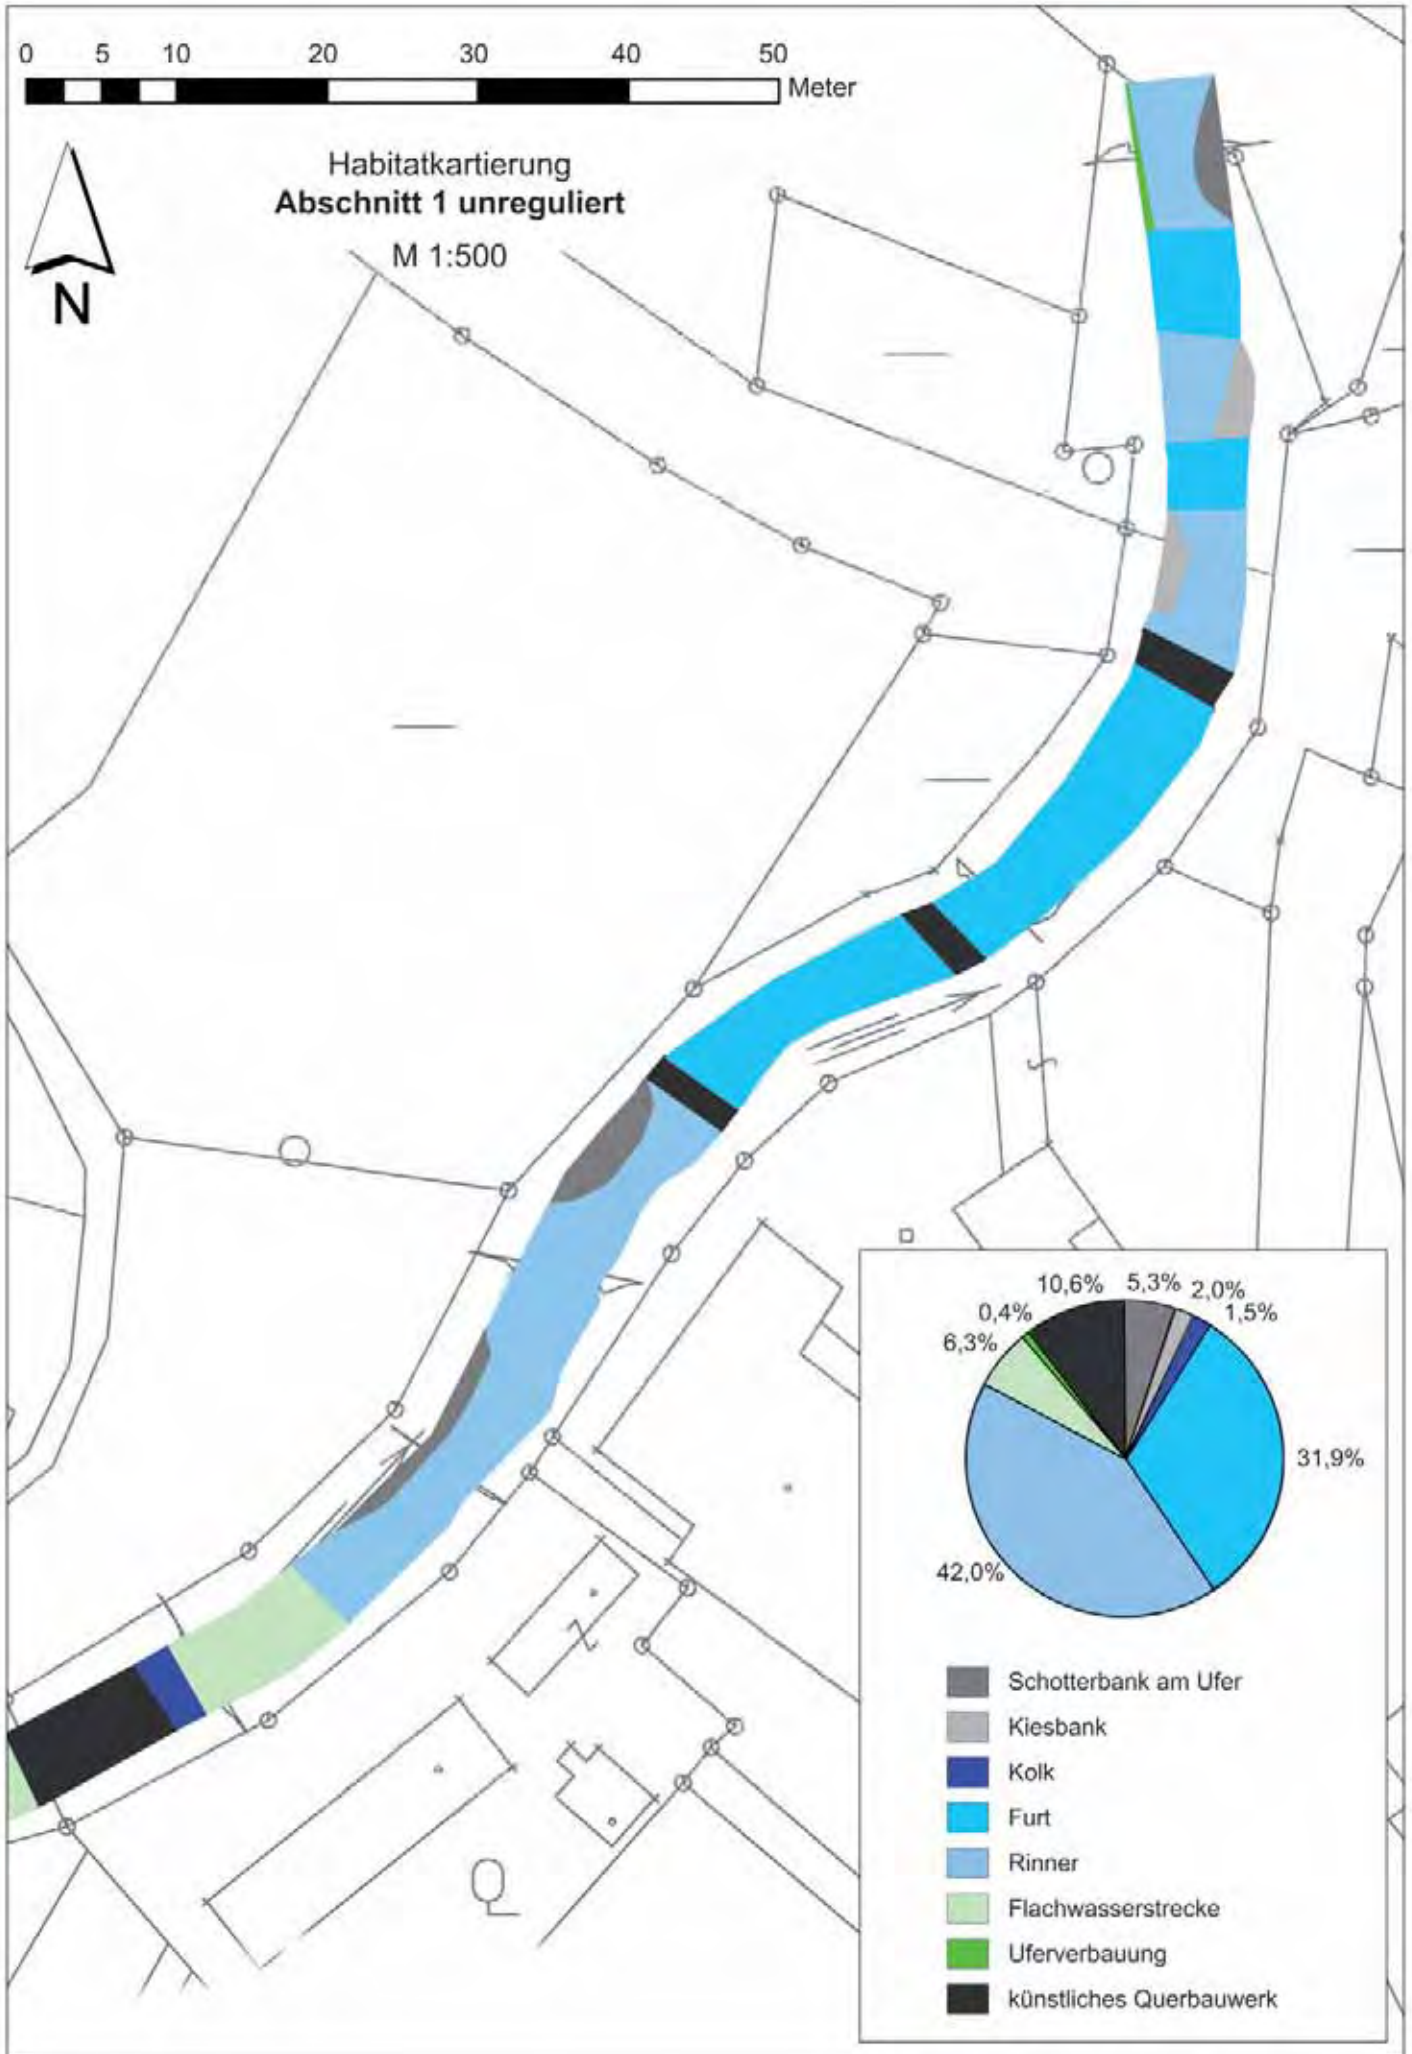 0 5 10 20 30 40 50
Meter
Habitatkartierung
Abschnitt 1 unreguliert
M 1:500
N
10,6% 5,3% 2,0%
0,4% 1,5%
6,3%
31,9%
42,0%
Schotterbank am Ufer
Kiesbank
Kolk
Furt
Rinner
Flachwasserstrecke
Uferverbauung
künstliches Querbauwerk